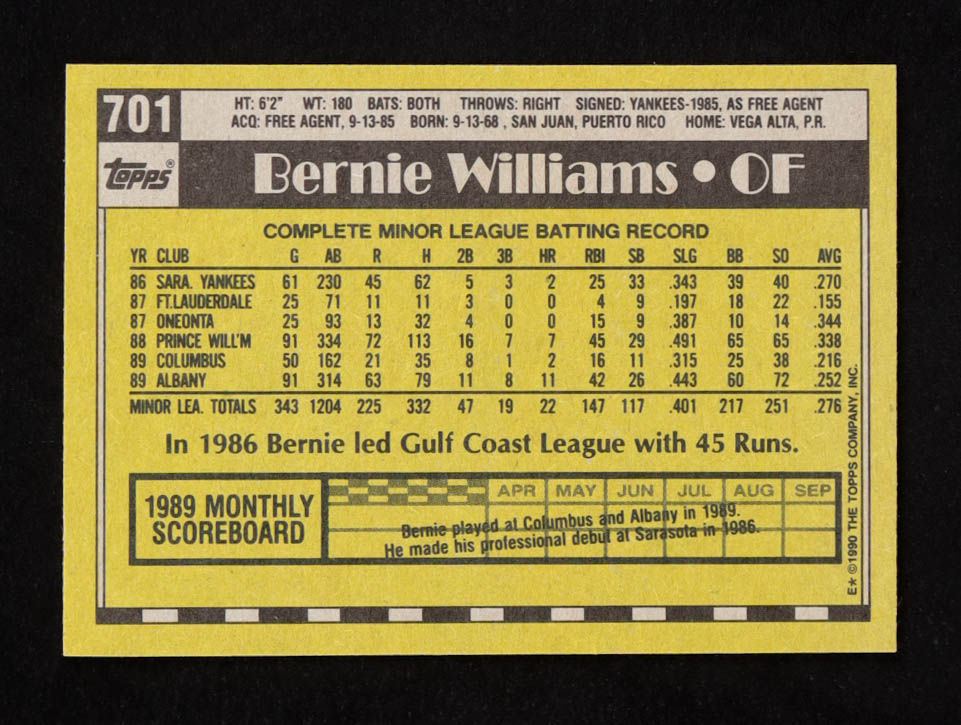 701
HT: 6'2" WT: 180 BATS: BOTH THROWS: RIGHT SIGNED: YANKEES-1985, AS FREE AGENT
ACQ: FREE AGENT, 9-13-85 BORN: 9-13-68 , SAN JUAN, PUERTO RICO HOME: VEGA ALTA, P.R.
TOPPS®
Bernie Williams • OF
COMPLETE MINOR LEAGUE BATTING RECORD
YR CLUB G AB R H 2B 3B HR RBI SB SLG BB SO AVG
86 SARA. YANKEES 61 230 45 62 5 3 2 25 33 .343 39 40 .270
87 FT.LAUDERDALE 25 71 11 11 3 0 0 4 9 .197 18 22 .155
87 ONEONTA 25 93 13 32 4 0 0 15 9 .387 10 14 .344
88 PRINCE WILL'M 91 334 72 113 16 7 7 45 29 .491 65 65 .338
89 COLUMBUS 50 162 21 35 8 1 2 16 11 .315 25 38 .216
89 ALBANY 91 314 63 79 11 8 11 42 26 .443 60 72 .252
MINOR LEA. TOTALS 343 1204 225 332 47 19 22 147 117 .401 217 251 .276
In 1986 Bernie led Gulf Coast League with 45 Runs.
1989 MONTHLY
SCOREBOARD
APR MAY JUN JUL AUG SEP
Bernie played at Columbus and Albany in 1989.
He made his professional debut at Sarasota in 1986.
E* ©1990 THE TOPPS COMPANY, INC.